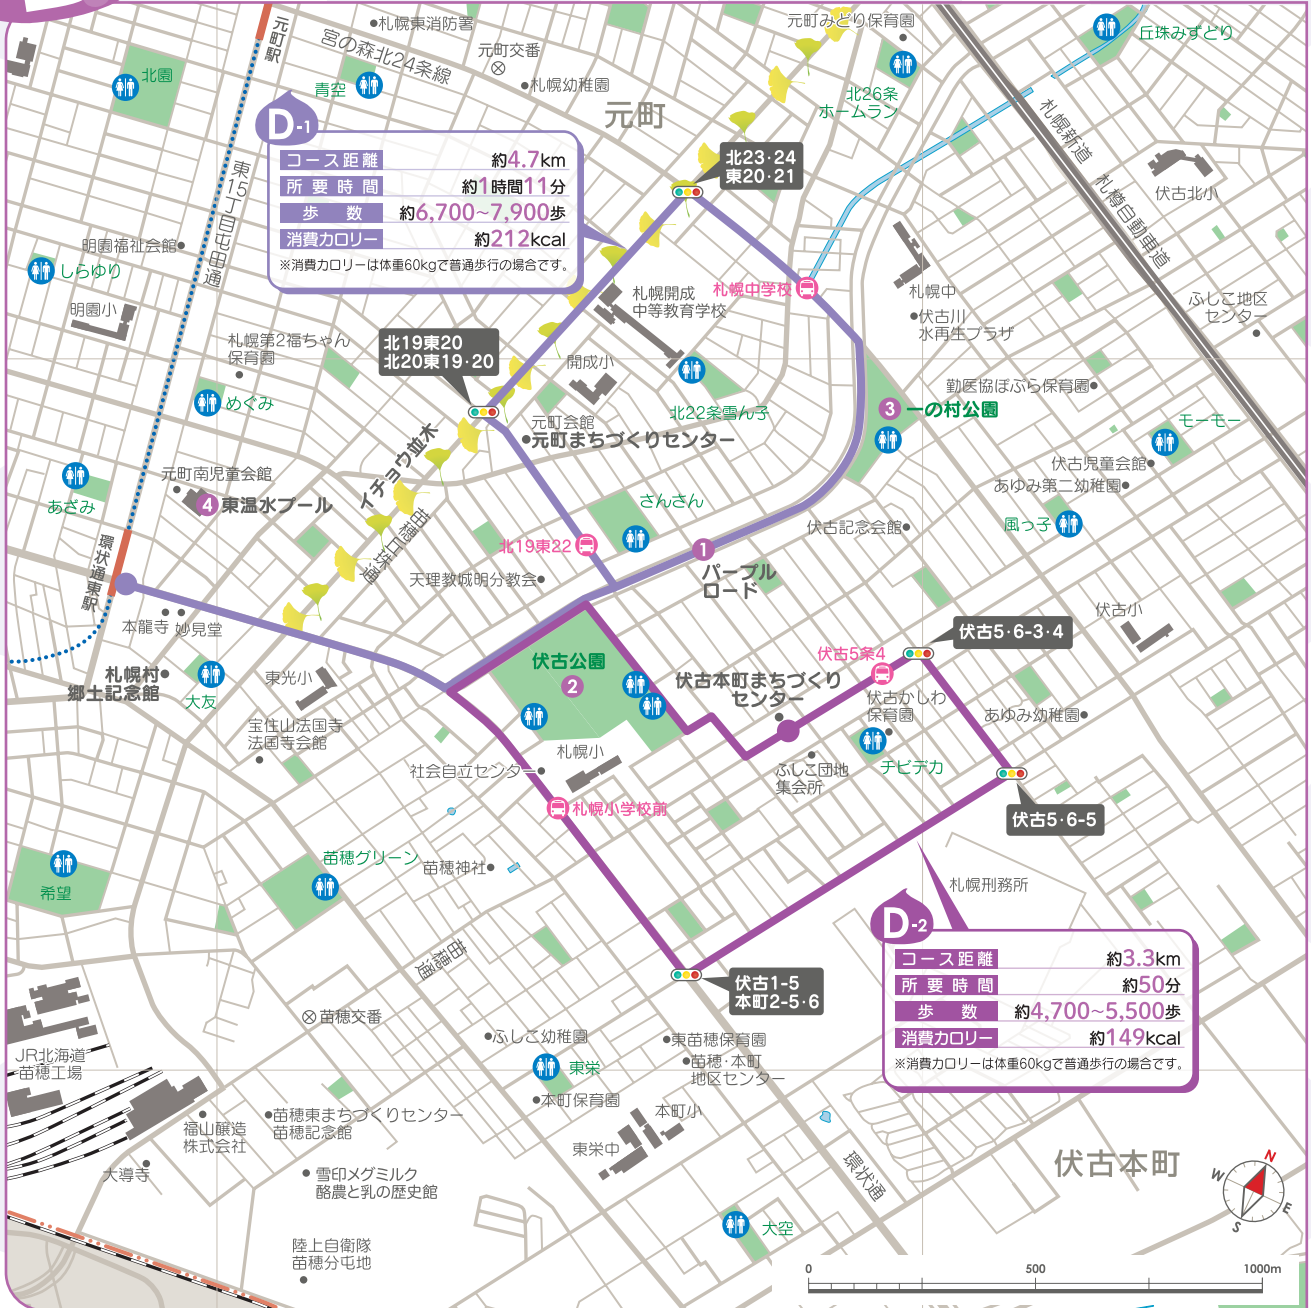 元町駅
札幌東消防署
宮の森北24条線
元町交番
札幌幼稚園
元町みどり保育園
丘珠みずとり
北園
青空
元町
北26条
ホームラン
札幌新道
札樽自動車道
伏古北小
D-1
コース距離 約4.7km
所要時間 約1時間11分
歩数 約6,700~7,900歩
消費カロリー 約212kcal
※消費カロリーは体重60kgで普通歩行の場合です。
北23·24
東20·21
東15丁目屯田通
明園福祉会館
しらゆり
明園小
札幌第2福ちゃん
保育園
めぐみ
北19東20
北20東19·20
札幌開成
中等教育学校
開成小
札幌中学校
札幌中
伏古川
水再生プラザ
ふしこ地区
センター
勤医協ぽぷら保育園
3 一の村公園
北22条雪ん子
元町会館
元町まちづくりセンター
モーモー
伏古児童会館
あゆみ第二幼稚園
風っ子
イチョウ並木
元町南児童会館
4 東温水プール
あざみ
苗穂丘珠通
さんさん
北19東22
1
パープル
ロード
伏古記念会館
天理教城明分教会
環状通東駅
本龍寺
妙見堂
札幌村
郷土記念館
大友
東光小
宝住山法国寺
法国寺会館
伏古公園
2
伏古本町まちづくり
センター
伏古5条4
伏古5·6-3·4
伏古小
伏古かしわ
保育園
あゆみ幼稚園
チビデカ
ふしこ団地
集会所
札幌小
社会自立センター
札幌小学校前
伏古5·6-5
苗穂グリーン
苗穂神社
希望
札幌刑務所
D-2
コース距離 約3.3km
所要時間 約50分
歩数 約4,700~5,500歩
消費カロリー 約149kcal
※消費カロリーは体重60kgで普通歩行の場合です。
苗穂通
伏古1-5
本町2-5·6
苗穂交番
ふしこ幼稚園
東苗穂保育園
苗穂·本町
地区センター
東栄
本町保育園
本町小
東栄中
JR北海道
苗穂工場
福山醸造
株式会社
苗穂東まちづくりセンター
苗穂記念館
大導寺
雪印メグミルク
酪農と乳の歴史館
環状通
伏古本町
大空
陸上自衛隊
苗穂分屯地
N
W
E
S
0 500 1000m